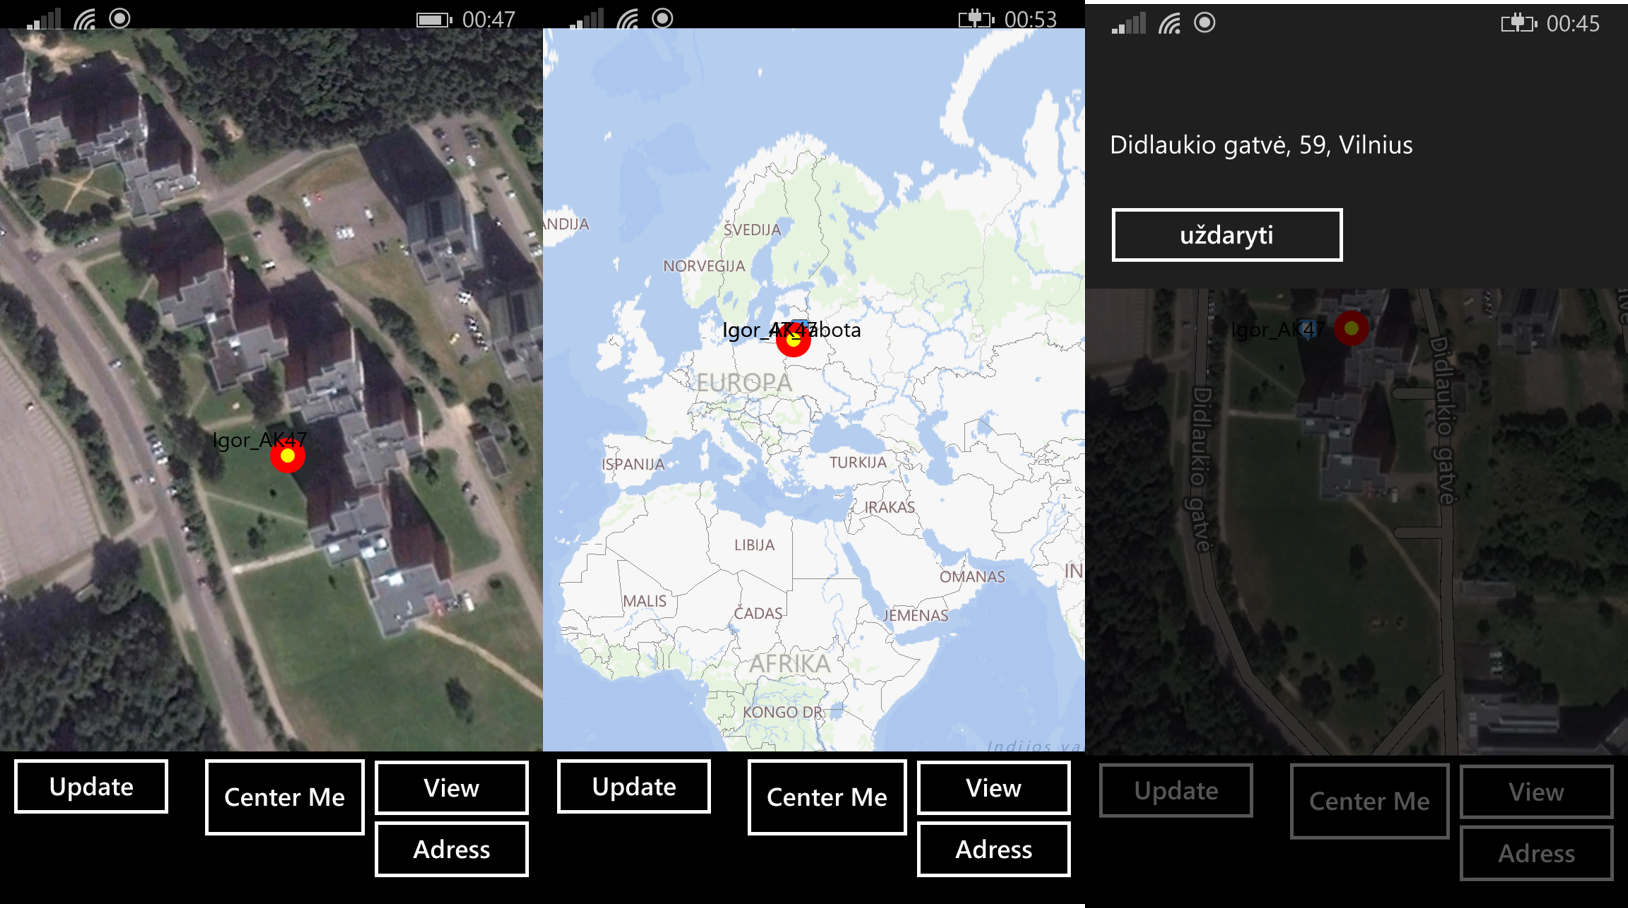 00:47
Igor_AK47
Update
Center Me
View
Adress
00:53
ANDIJA
ŠVEDIJA
NORVEGIJA
Igor_AK47
EUROPA
ISPANIJA
TURKIJA
IRAKAS
LIBIJA
OMANAS
IN
MALIS
ČADAS
JEMENAS
AFRIKA
KONGO DR
Indijos va
Update
Center Me
View
Adress
00:45
Didlaukio gatvė, 59, Vilnius
uždaryti
Igor_AK47
Didlaukio gatvė
Didlaukio gatvė
Update
Center Me
View
Adress